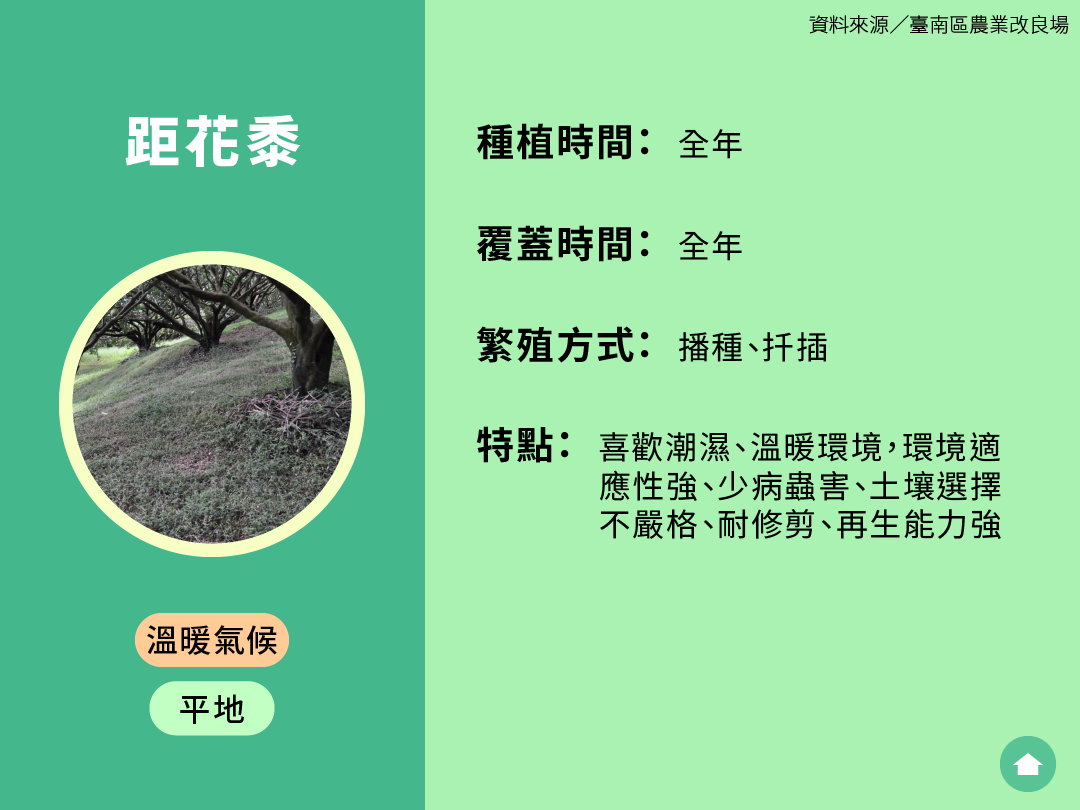 資料來源／臺南區農業改良場
距花黍
溫暖氣候
平地
種植時間： 全年
覆蓋時間： 全年
繁殖方式： 播種、扦插
特點： 喜歡潮濕、溫暖環境，環境適
應性強、少病蟲害、土壤選擇
不嚴格、耐修剪、再生能力強